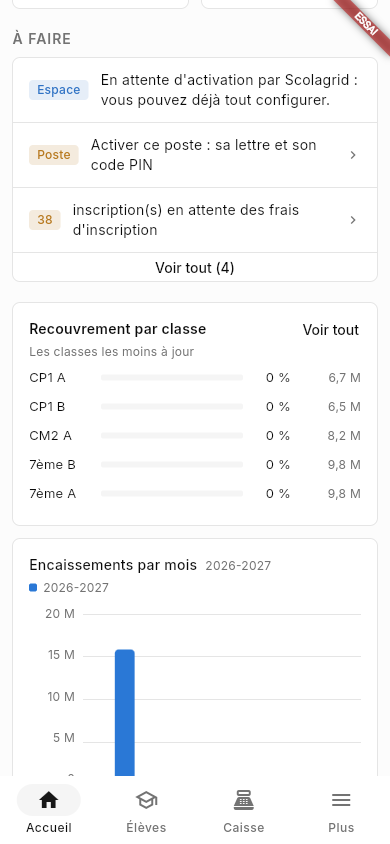 ESSAI
À FAIRE
Espace
En attente d'activation par Scolagrid :
vous pouvez déjà tout configurer.
Poste
Activer ce poste : sa lettre et son
code PIN
38
inscription(s) en attente des frais
d'inscription
Voir tout (4)
Recouvrement par classe
Voir tout
Les classes les moins à jour
CP1 A 0 % 6,7 M
CP1 B 0 % 6,5 M
CM2 A 0 % 8,2 M
7ème B 0 % 9,8 M
7ème A 0 % 9,8 M
Encaissements par mois 2026-2027
2026-2027
20 M
15 M
10 M
5 M
Accueil Élèves Caisse Plus